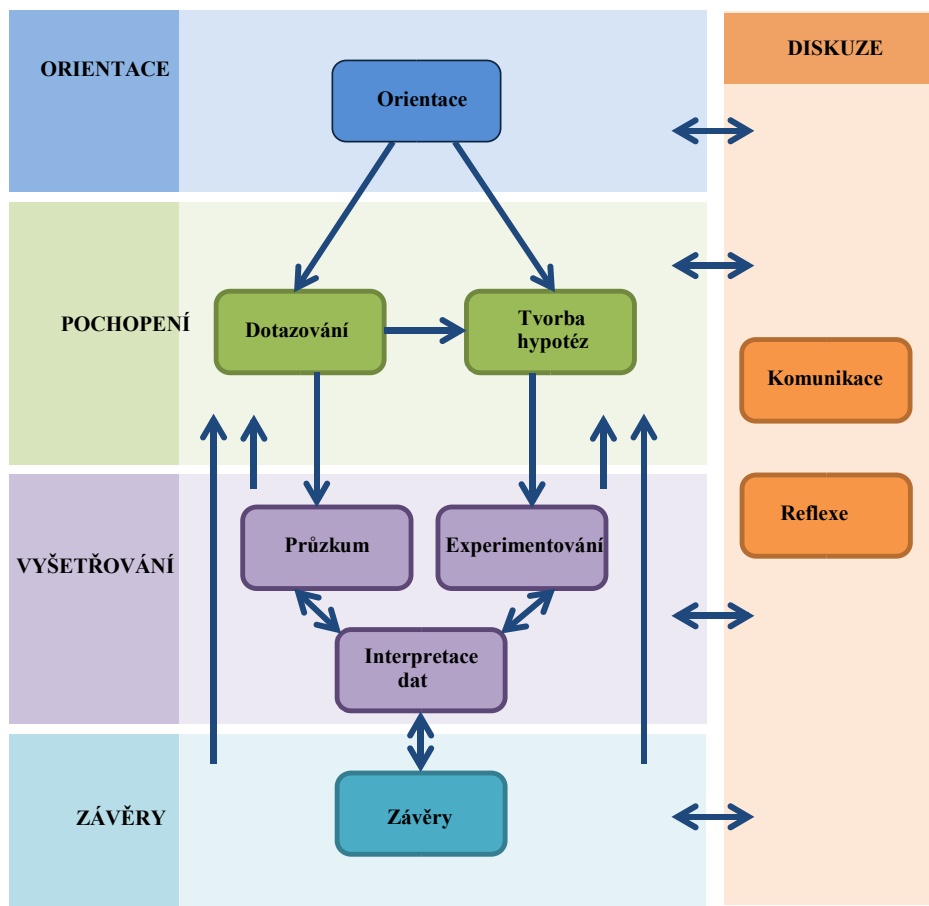 ORIENTACE
Orientace
DISKUZE
POCHOPENÍ
Dotazování
Tvorba
hypotéz
Komunikace
Reflexe
VYŠETŘOVÁNÍ
Průzkum
Experimentování
Interpretace
dat
ZÁVĚRY
Závěry